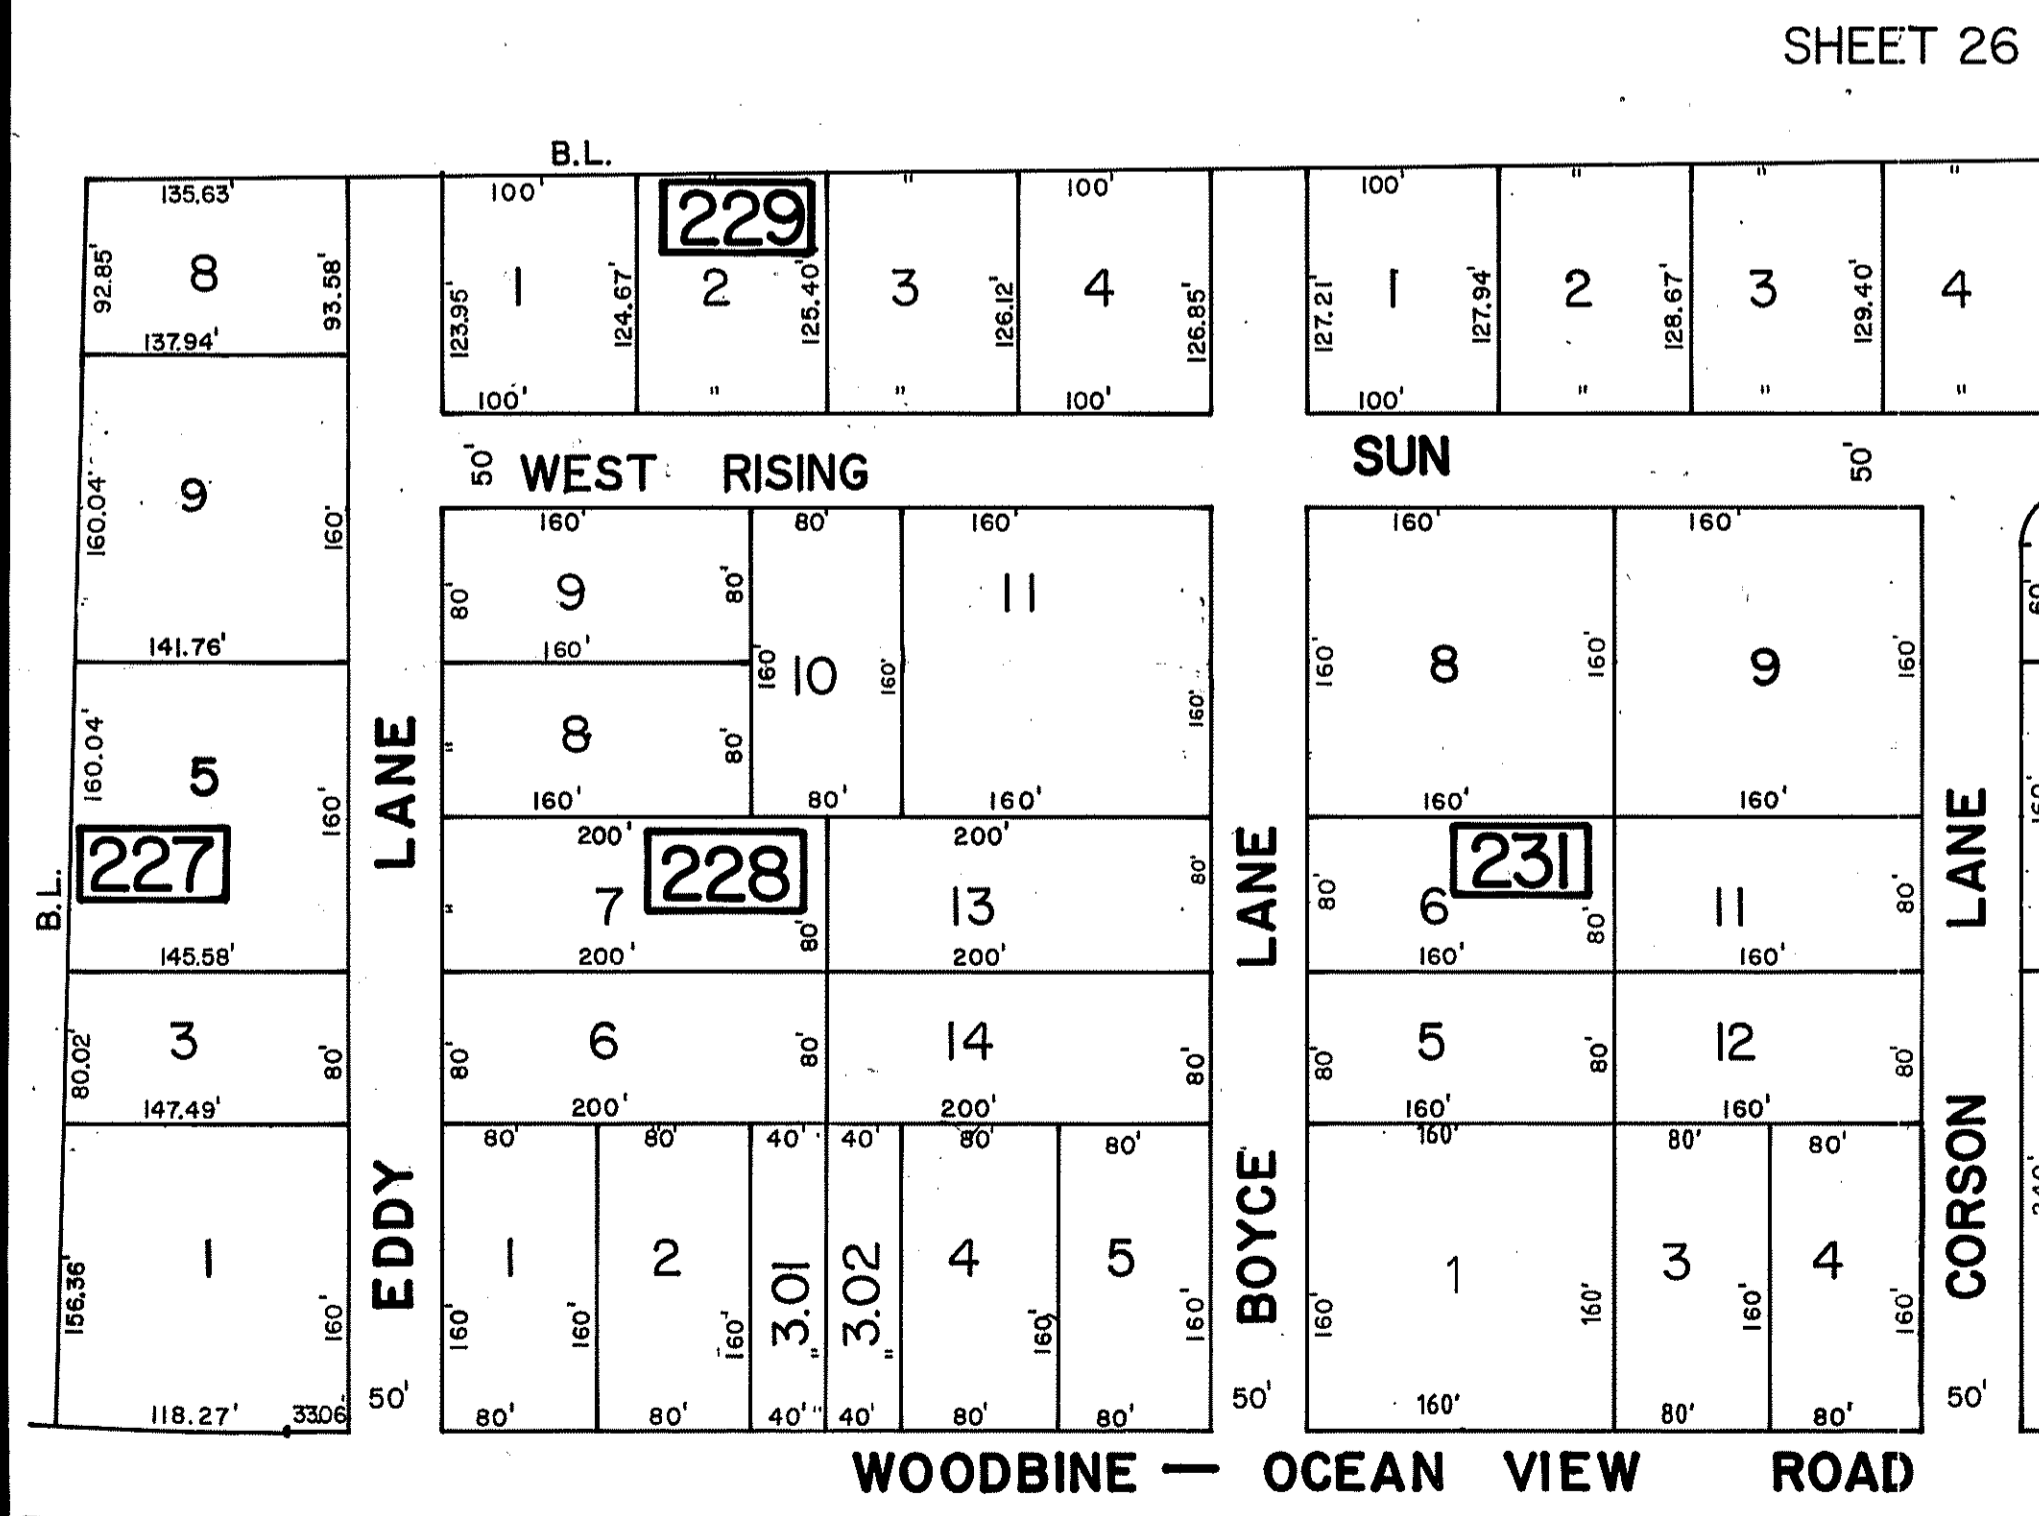 SHEET 26
B.L.
135.63' 100' " " 100' 100' " " "
229
92.85' 8 93.58' 123.95' 1 124.67' 2 125.40' 3 126.12' 4 126.85' 127.21' 1 127.94' 2 128.67' 3 129.40' 4
137.94' 100' " " 100' 100' " " "
50' WEST RISING SUN 50'
160.04' 9 160'
141.76'
160' 80' 160' 160' 160'
80' 9 80' 11
160' 160' 10 160' 160' 160' 8 160' 9 160'
" 8 80'
160' 80' 160' 160' 160'
160.04' 5 160'
227
B.L.
145.58'
EDDY LANE
200' 200'
228
231
" 7 80' 13 80' 80' 6 80' 11 80'
200' 200' 160' 160'
80.02' 3 80' 80' 6 80' 14 80' 80' 5 80' 12 80'
147.49' 200' 200' 160' 160'
BOYCE LANE
CORSON LANE
80' 80' 40' 40' 80' 80' 160' 80' 80'
156.36' 1 160' 160' 1 160' 2 160' 3.01 " 3.02 " 4 160' 5 160' 160' 1 160' 3 160' 4 160'
118.27' 33.06' 50' 80' 80' 40' " 40' 80' 80' 50' 160' 80' 80' 50'
WOODBINE — OCEAN VIEW ROAD